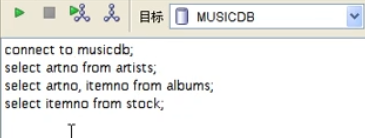 目标 MUSICDB
connect to musicdb;
select artno from artists;
select artno, itemno from albums;
select itemno from stock;